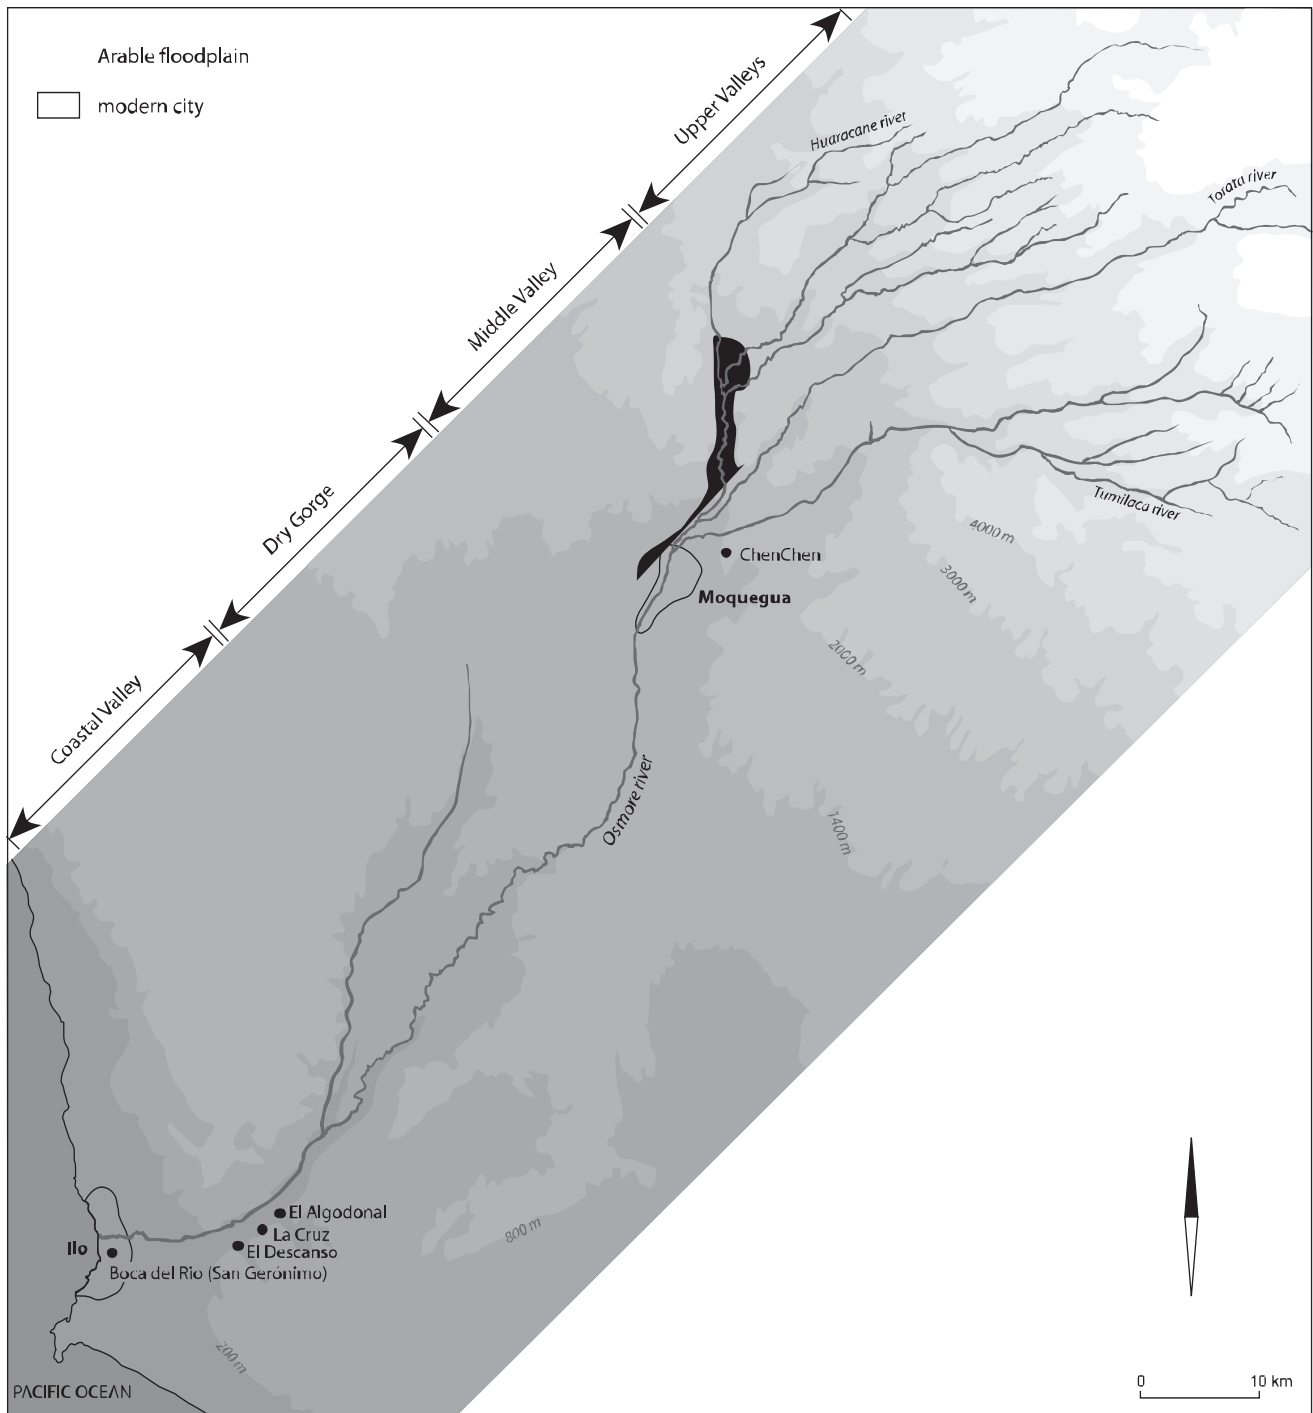 Arable floodplain
modern city
Upper Valleys
Middle Valley
Dry Gorge
Coastal Valley
Huaracane river
Torata river
Tumilaca river
4000 m
3000 m
2000 m
1400 m
ChenChen
Moquegua
Osmore river
El Algodonal
La Cruz
El Descanso
Ilo
Boca del Rio (San Gerónimo)
800 m
200 m
PACIFIC OCEAN
0 10 km